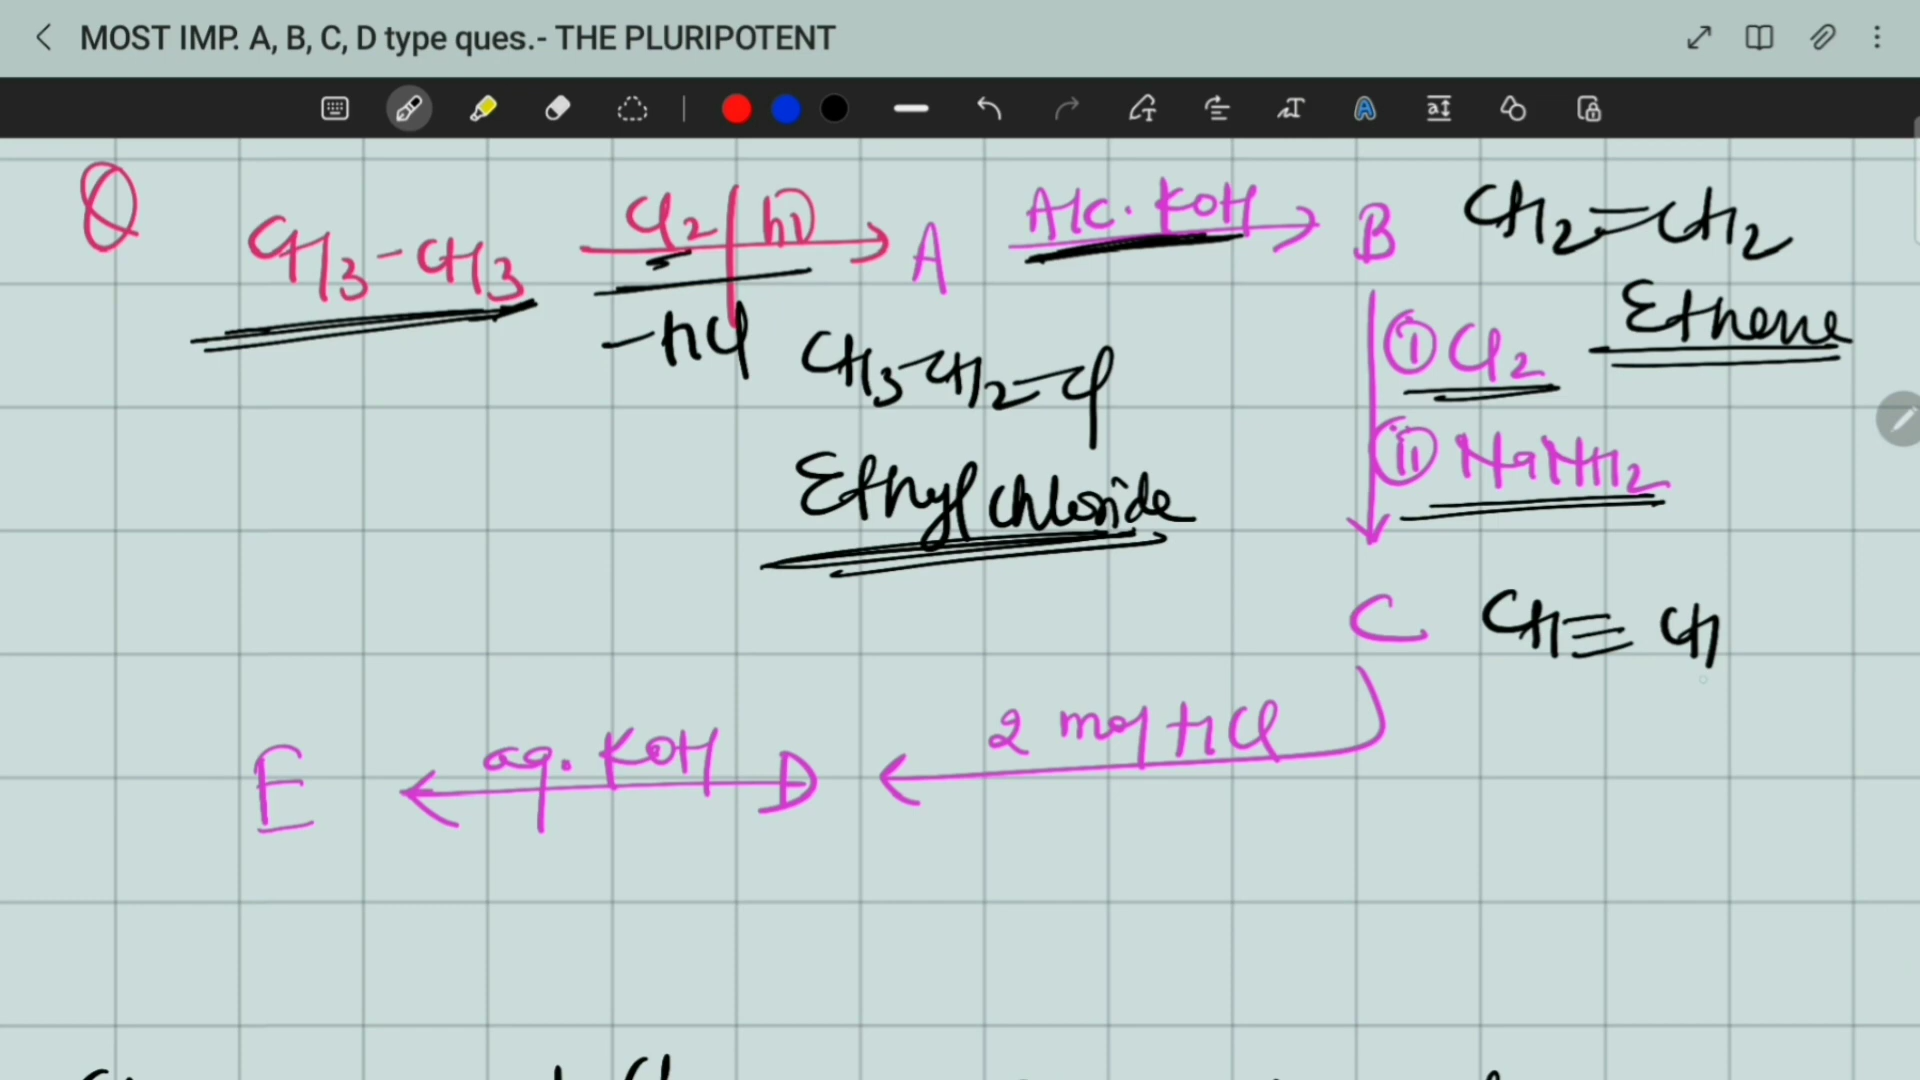 MOST IMP. A, B, C, D type ques.- THE PLURIPOTENT
Q
CH3-CH3 Cl2 | hν A Alc. KOH B CH2=CH2
-HCl
CH3-CH2-Cl
(i) Cl2 Ethene
(ii) NaNH2
Ethyl chloride
C CH≡CH
2 mol HCl
E aq. KOH D